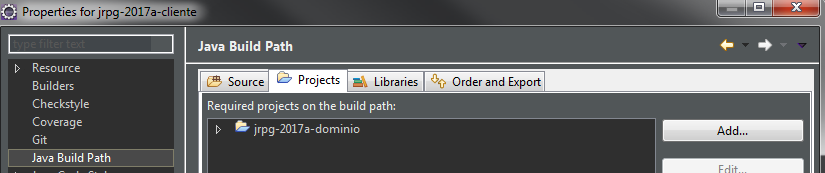 Properties for jrpg-2017a-cliente
type filter text
Java Build Path
Resource
Builders
Checkstyle
Coverage
Git
Java Build Path
Source
Projects
Libraries
Order and Export
Required projects on the build path:
jrpg-2017a-dominio
Add...
Edit...